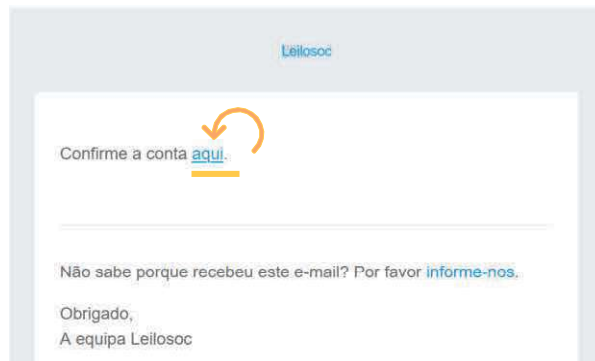 Leilosoc
Confirme a conta aqui.
Não sabe porque recebeu este e-mail? Por favor informe-nos.
Obrigado,
A equipa Leilosoc